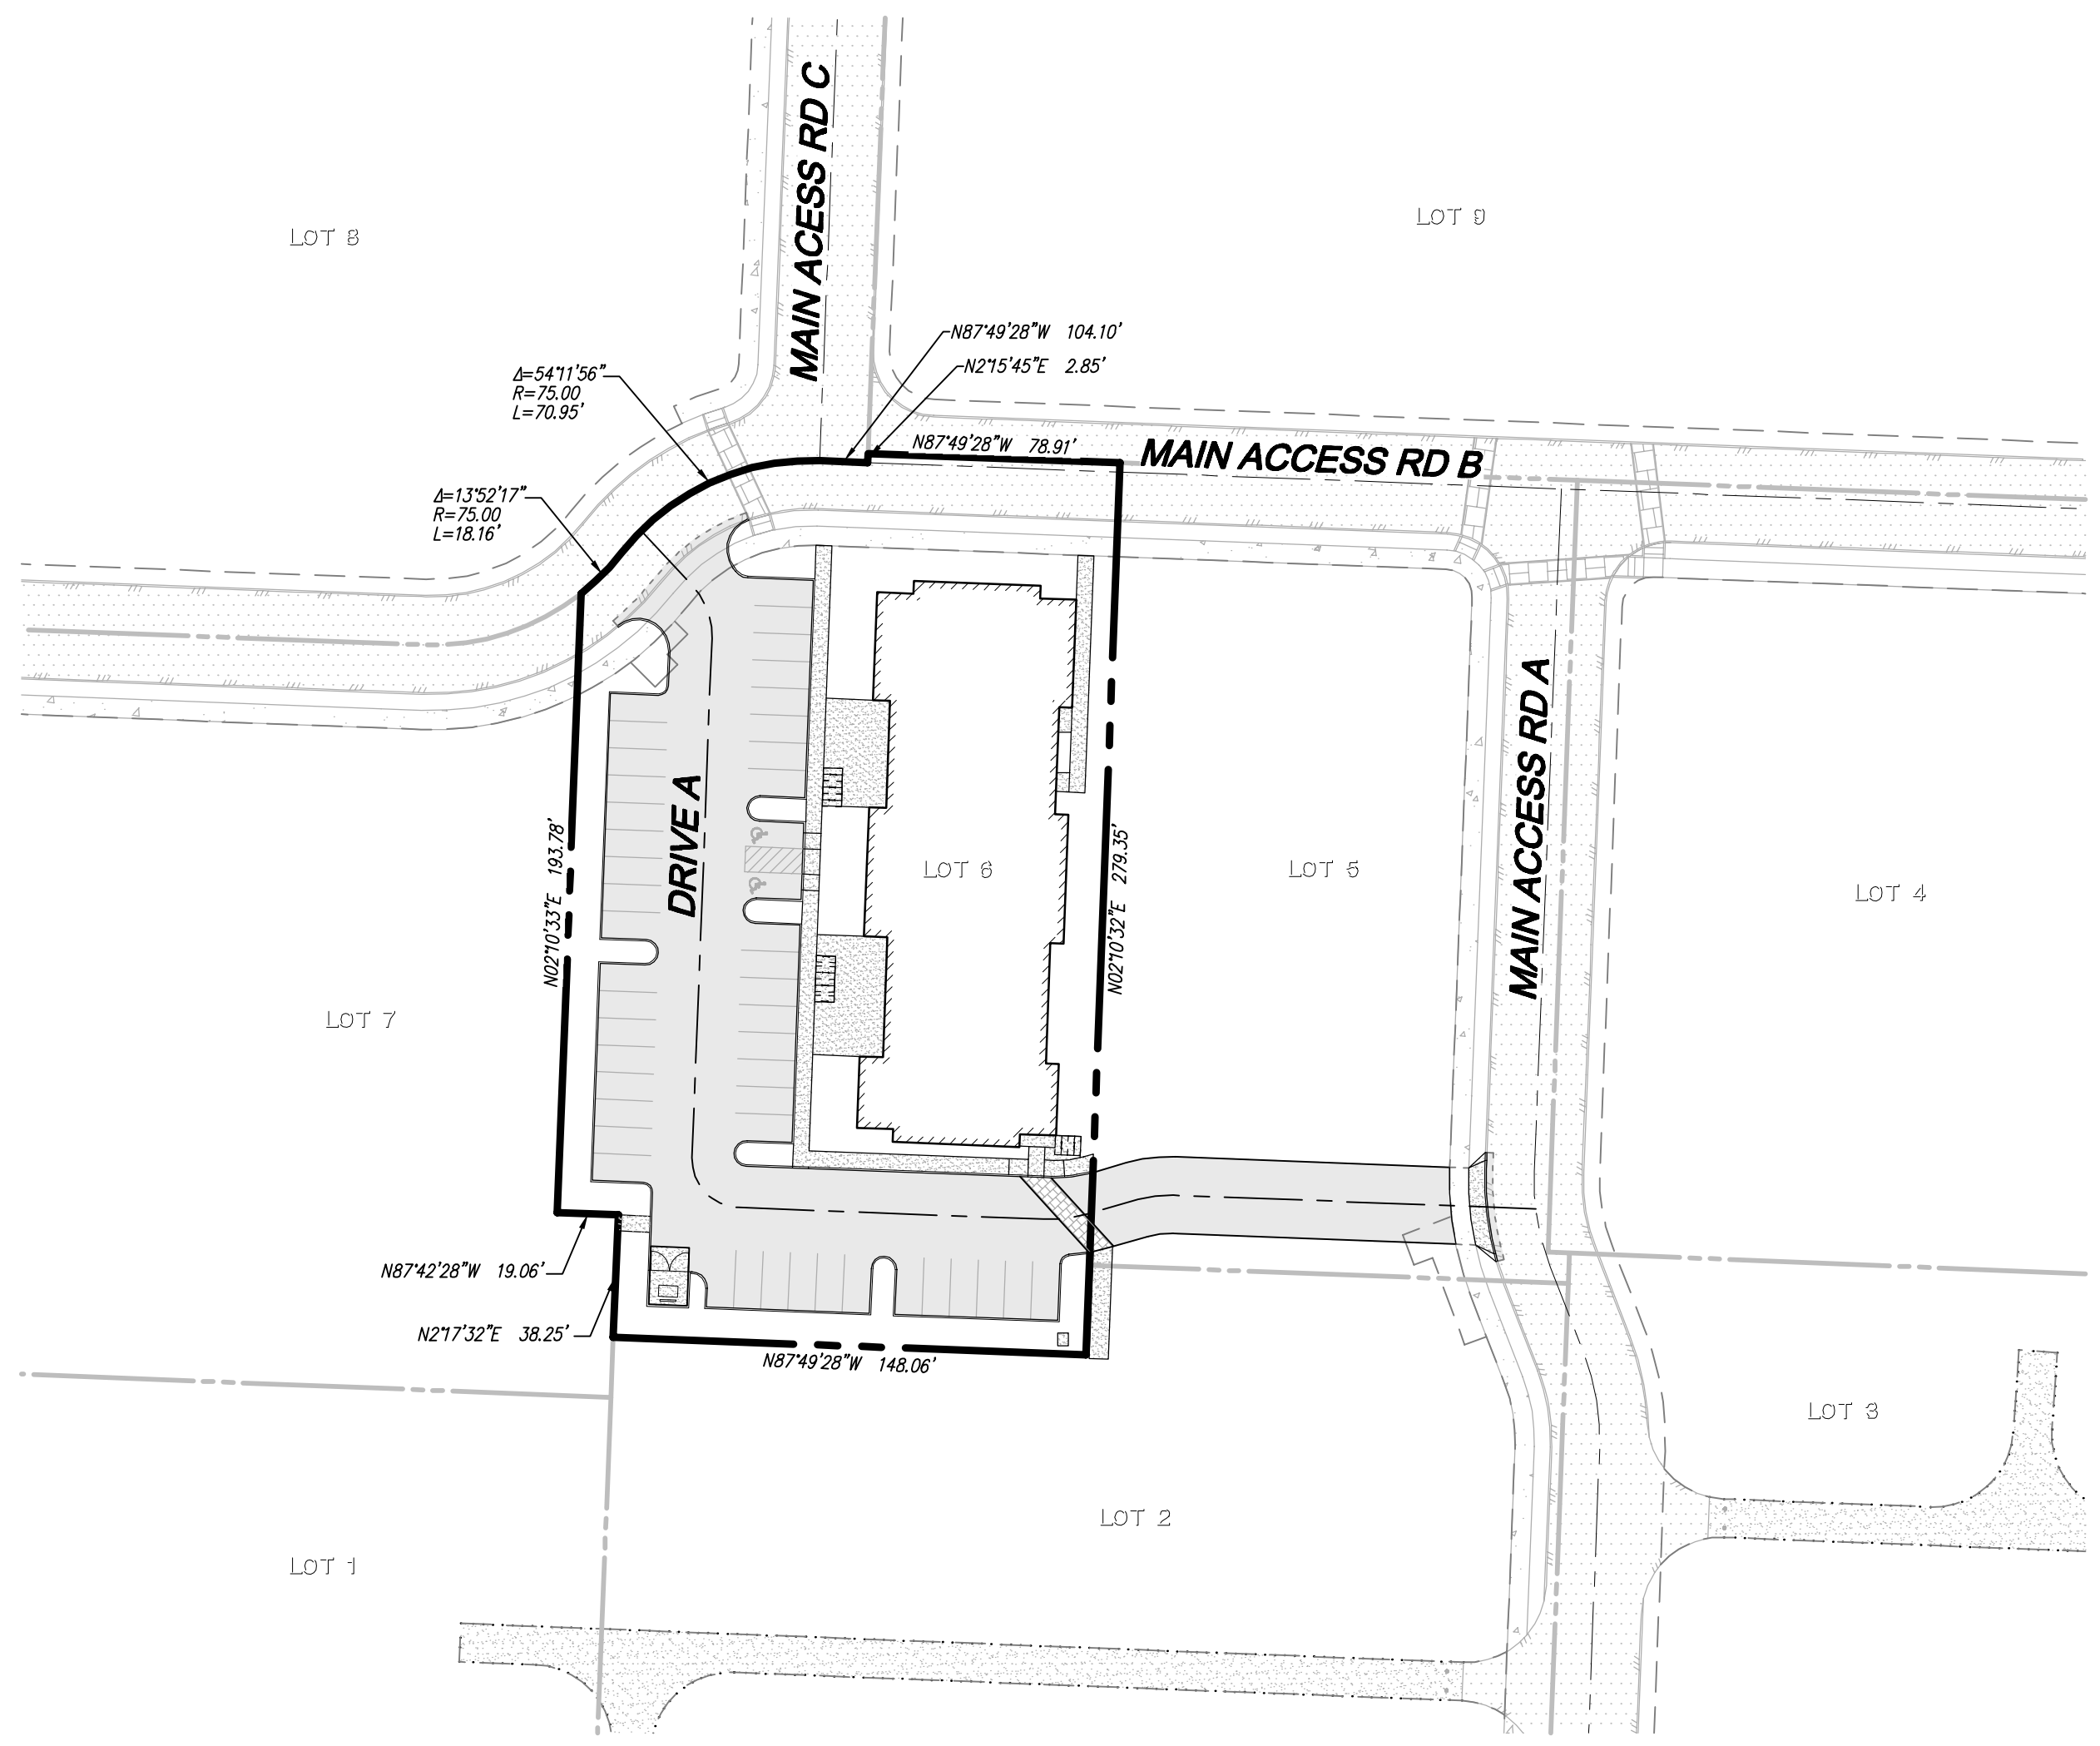 MAIN ACESS RD C
LOT 8
LOT 9
N87°49'28"W 104.10'
N2°15'45"E 2.85'
Δ=54°11'56"
R=75.00
L=70.95'
N87°49'28"W 78.91'
MAIN ACCESS RD B
Δ=13°52'17"
R=75.00
L=18.16'
MAIN ACCESS RD A
DRIVE A
N02°10'33"E 193.78'
N02°10'32"E 279.35'
LOT 6
LOT 5
LOT 4
LOT 7
N87°42'28"W 19.06'
N2°17'32"E 38.25'
N87°49'28"W 148.06'
LOT 3
LOT 2
LOT 1